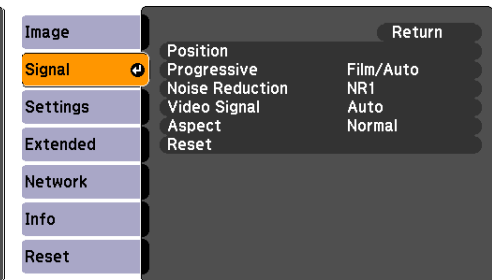 Image
Signal
Settings
Extended
Network
Info
Reset
Return
Position
Progressive Film/Auto
Noise Reduction NR1
Video Signal Auto
Aspect Normal
Reset